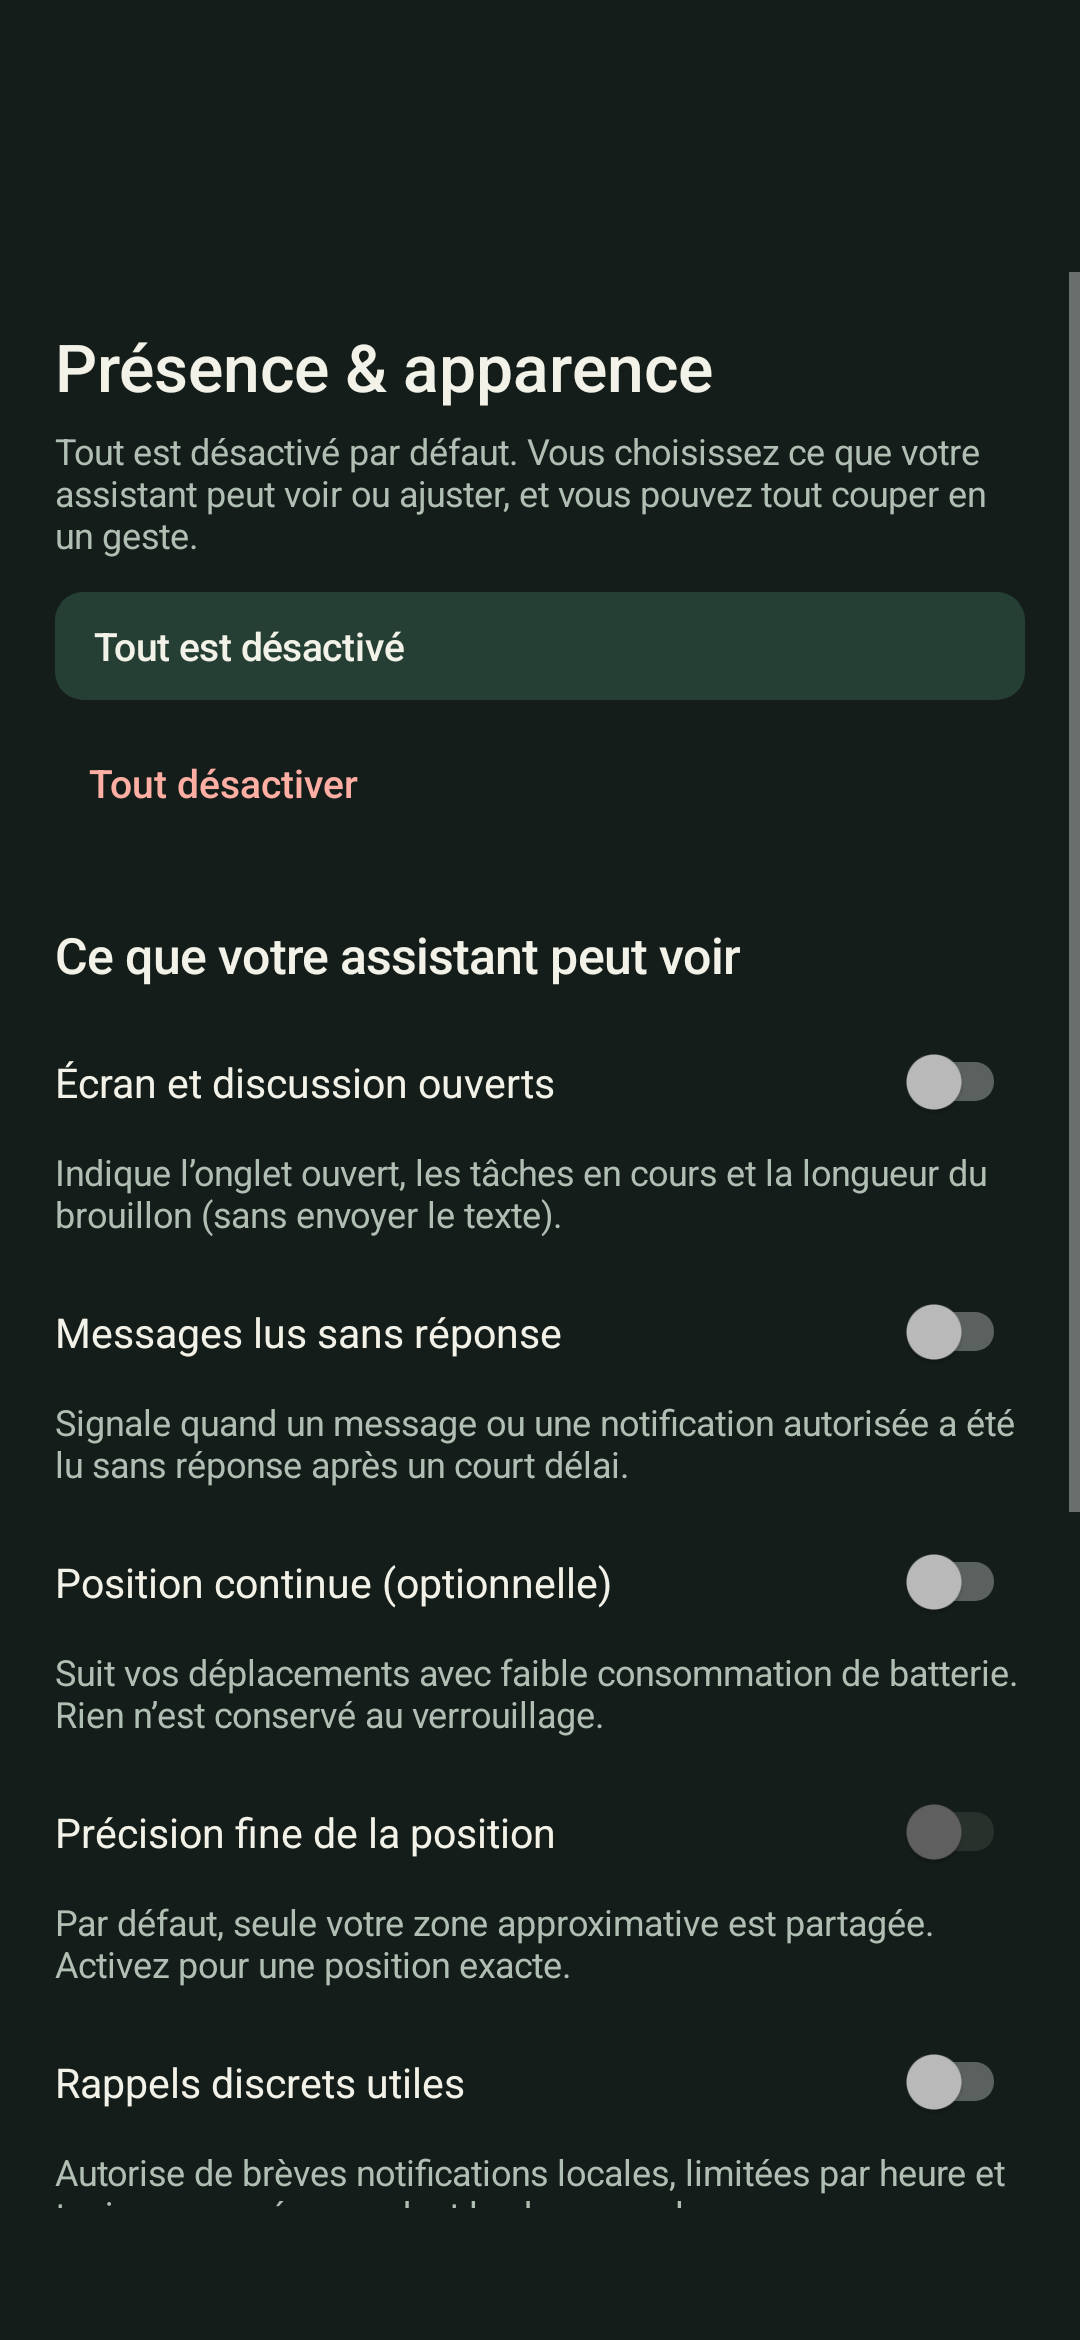 Présence & apparence
Tout est désactivé par défaut. Vous choisissez ce que votre
assistant peut voir ou ajuster, et vous pouvez tout couper en
un geste.
Tout est désactivé
Tout désactiver
Ce que votre assistant peut voir
Écran et discussion ouverts
Indique l’onglet ouvert, les tâches en cours et la longueur du
brouillon (sans envoyer le texte).
Messages lus sans réponse
Signale quand un message ou une notification autorisée a été
lu sans réponse après un court délai.
Position continue (optionnelle)
Suit vos déplacements avec faible consommation de batterie.
Rien n’est conservé au verrouillage.
Précision fine de la position
Par défaut, seule votre zone approximative est partagée.
Activez pour une position exacte.
Rappels discrets utiles
Autorise de brèves notifications locales, limitées par heure et